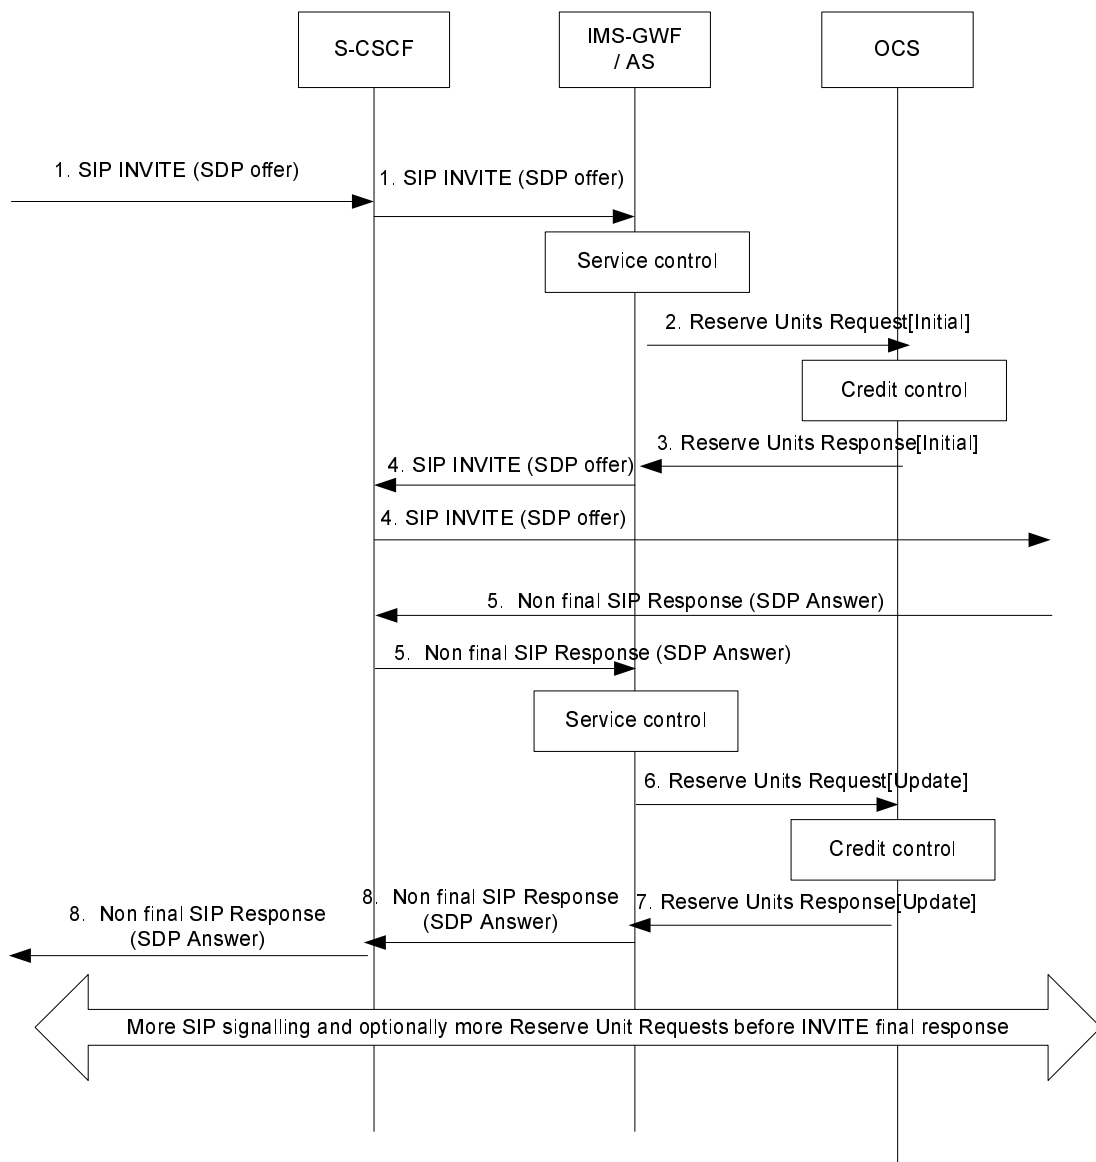 S-CSCF
IMS-GWF
/ AS
OCS
1. SIP INVITE (SDP offer)
1. SIP INVITE (SDP offer)
Service control
2. Reserve Units Request[Initial]
Credit control
3. Reserve Units Response[Initial]
4. SIP INVITE (SDP offer)
4. SIP INVITE (SDP offer)
5. Non final SIP Response (SDP Answer)
5. Non final SIP Response (SDP Answer)
Service control
6. Reserve Units Request[Update]
Credit control
7. Reserve Units Response[Update]
8. Non final SIP Response
(SDP Answer)
8. Non final SIP Response
(SDP Answer)
More SIP signalling and optionally more Reserve Unit Requests before INVITE final response